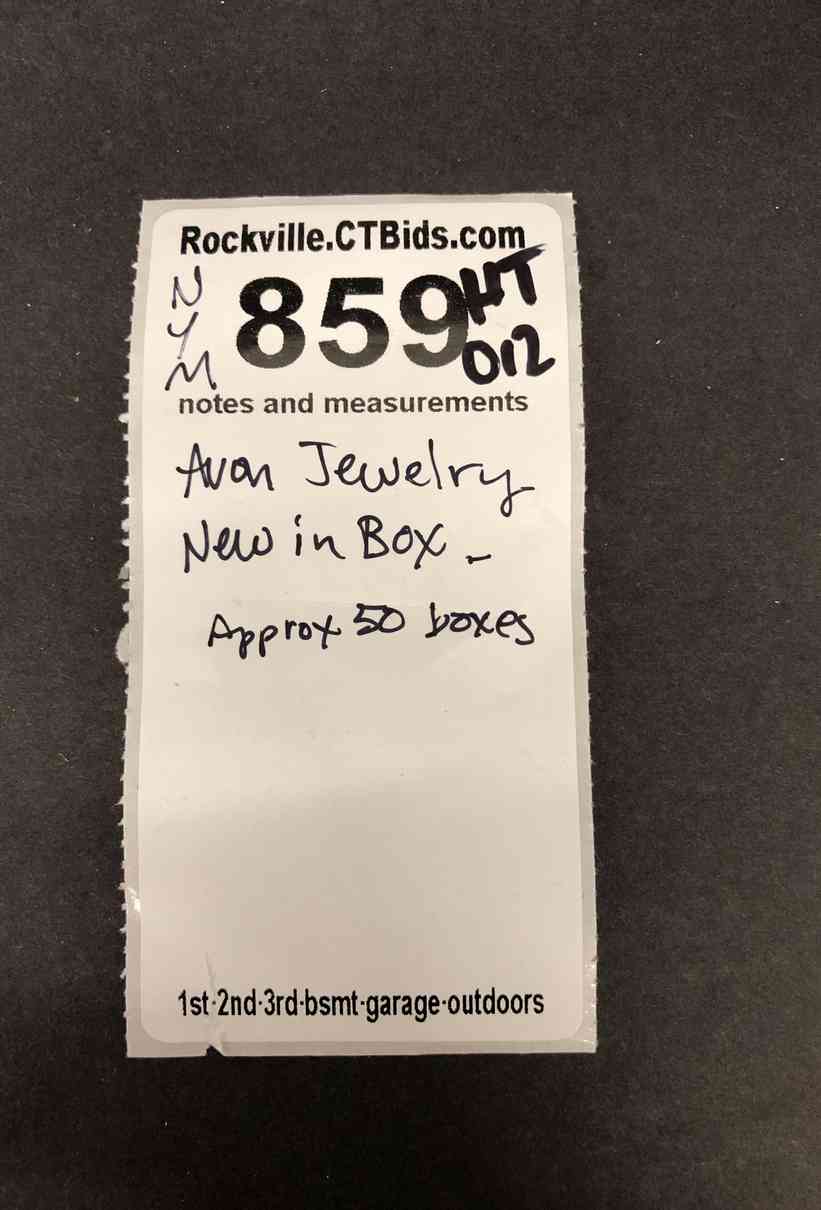 Rockville.CTBids.com
N
Y
M
859
HT
012
notes and measurements
Avon Jewelry
New in Box -
Approx 50 boxes
1st·2nd·3rd·bsmt·garage·outdoors